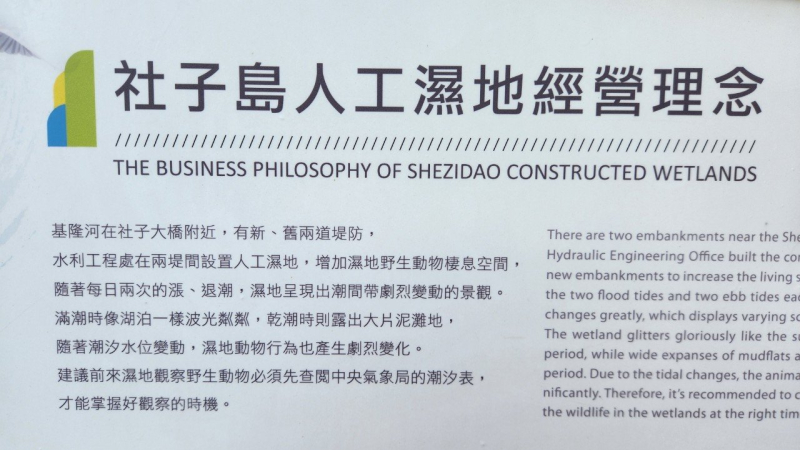 社子島人工濕地經營理念
THE BUSINESS PHILOSOPHY OF SHEZIDAO CONSTRUCTED WETLANDS
基隆河在社子大橋附近，有新、舊兩道堤防，
水利工程處在兩堤間設置人工濕地，增加濕地野生動物棲息空間，
隨著每日兩次的漲、退潮，濕地呈現出潮間帶劇烈變動的景觀。
滿潮時像湖泊一樣波光粼粼，乾潮時則露出大片泥灘地，
隨著潮汐水位變動，濕地動物行為也產生劇烈變化。
建議前來濕地觀察野生動物必須先查閱中央氣象局的潮汐表，
才能掌握好觀察的時機。
There are two embankments near the She
Hydraulic Engineering Office built the con
new embankments to increase the living s
the two flood tides and two ebb tides eac
changes greatly, which displays varying sc
The wetland glitters gloriously like the su
period, while wide expanses of mudflats a
period. Due to the tidal changes, the anima
nificantly. Therefore, it's recommended to c
the wildlife in the wetlands at the right tim